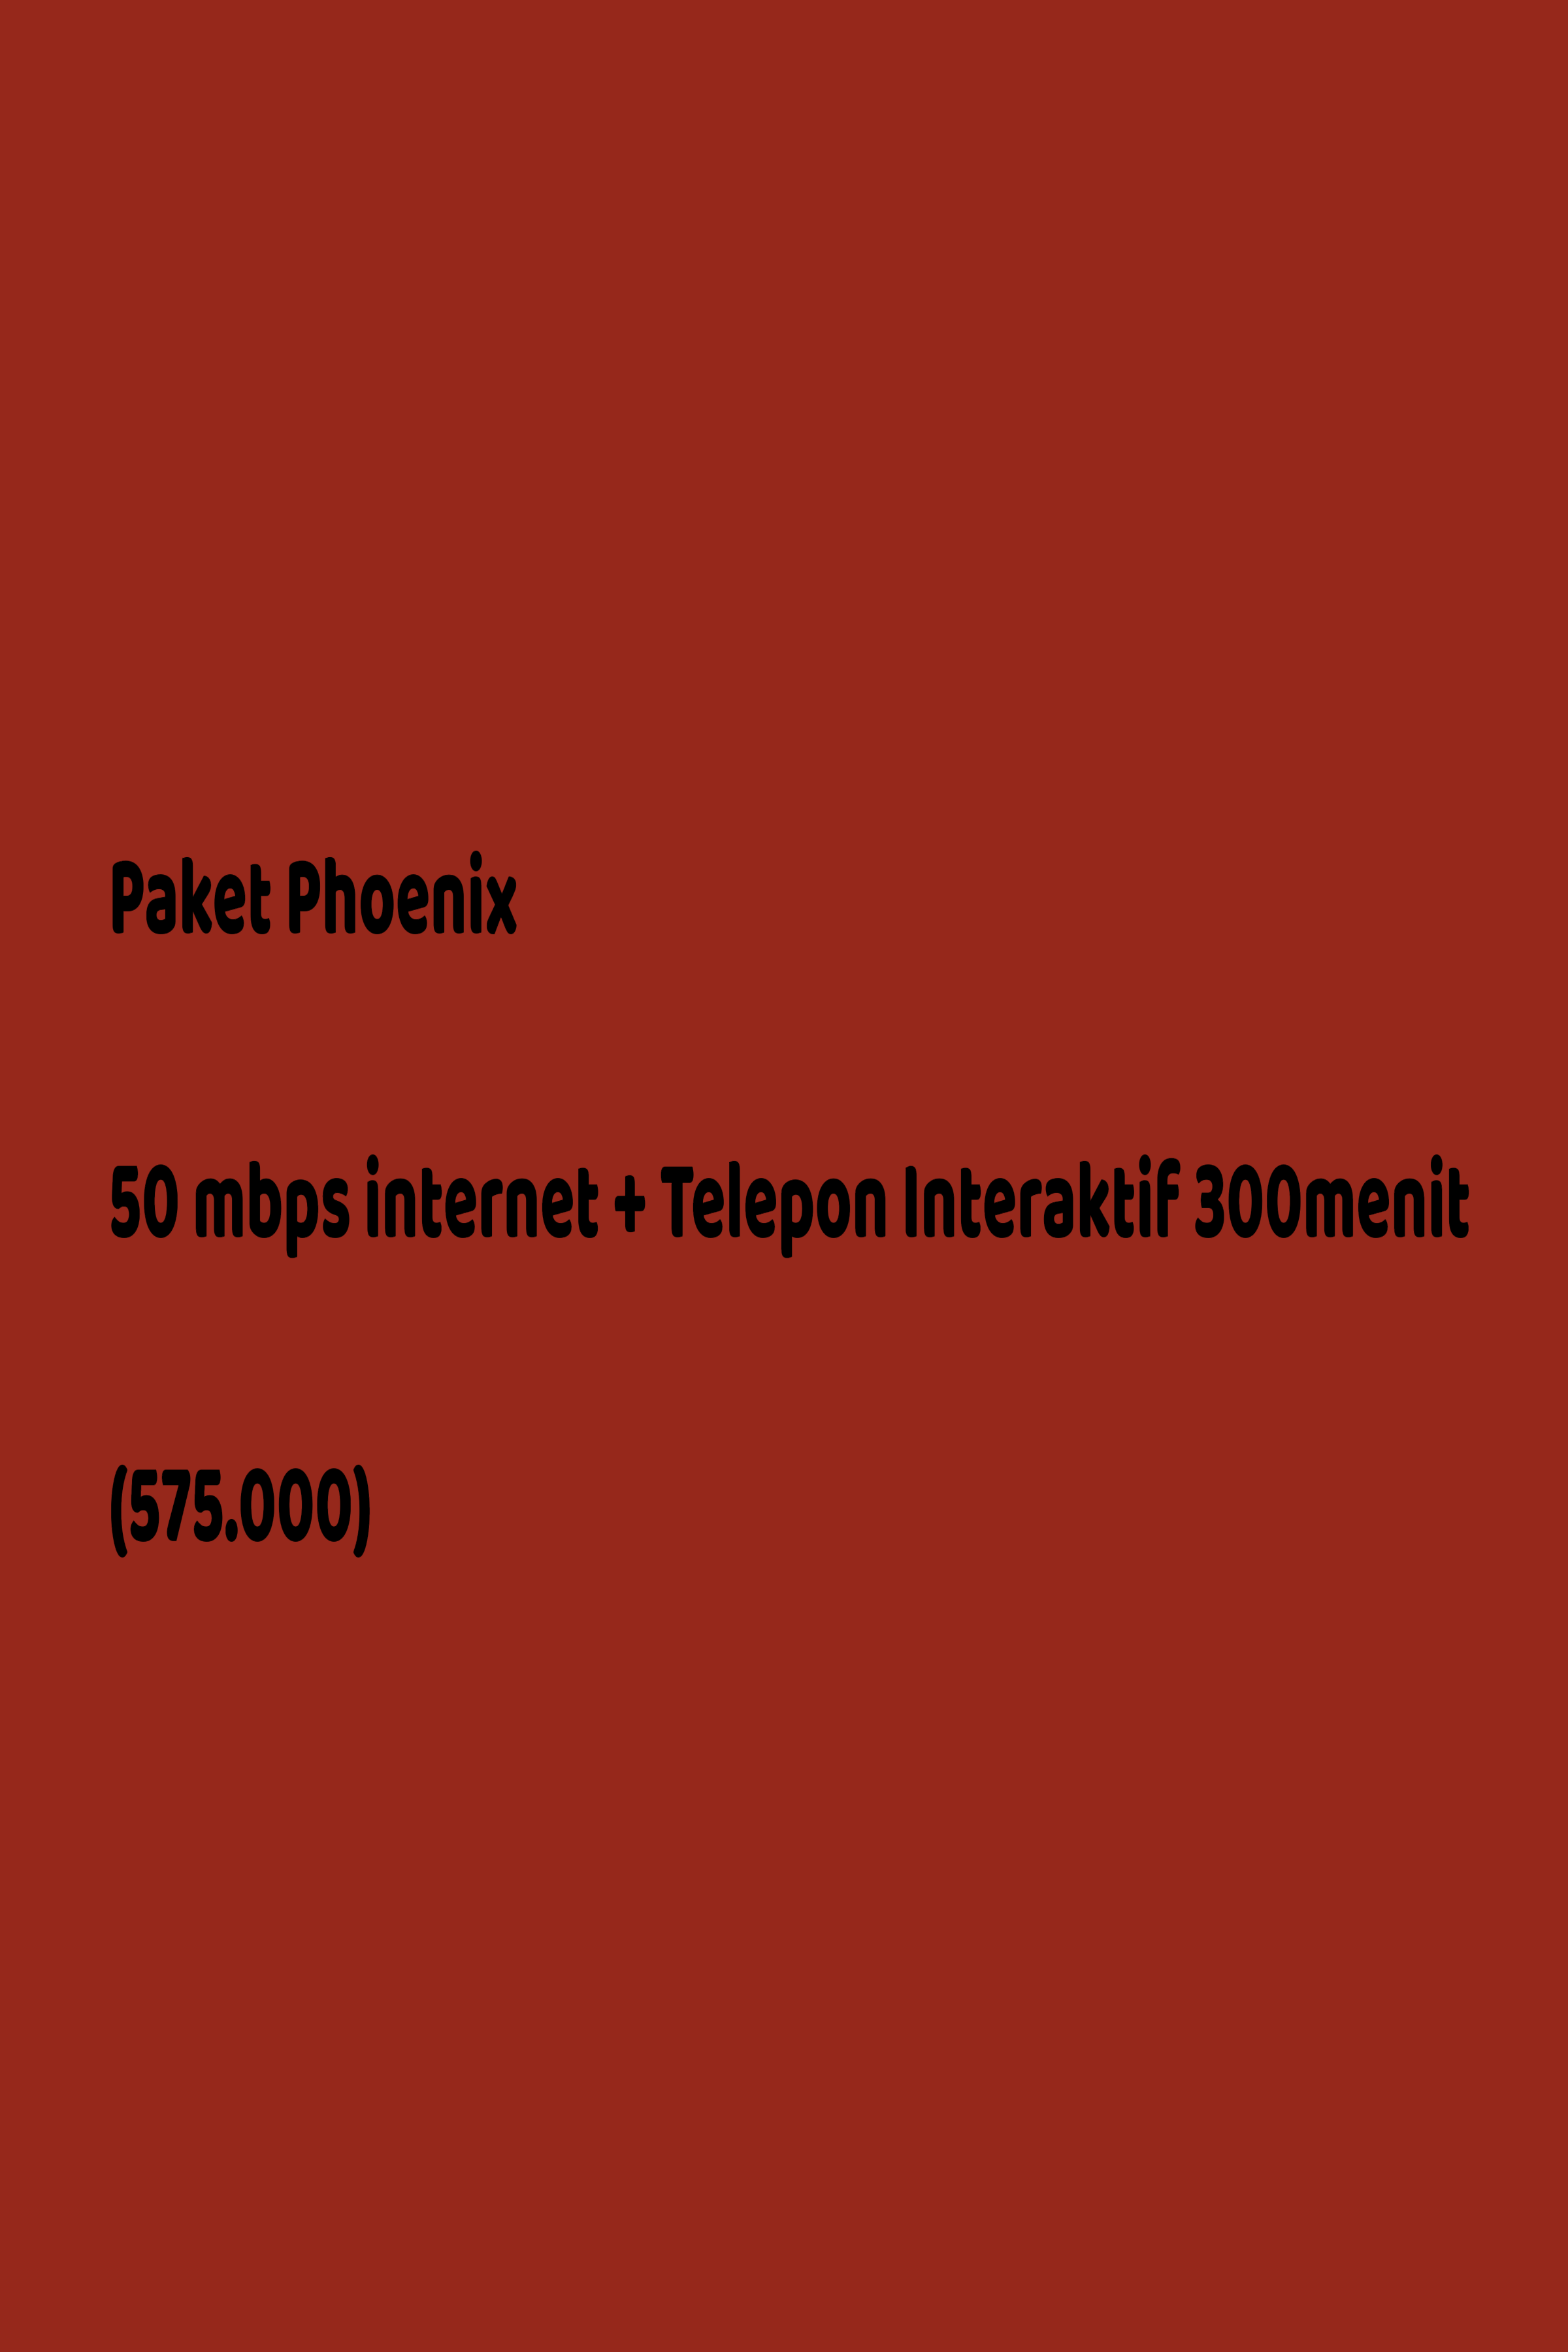 Paket Phoenix
50 mbps internet + Telepon Interaktif 300menit
(575.000)